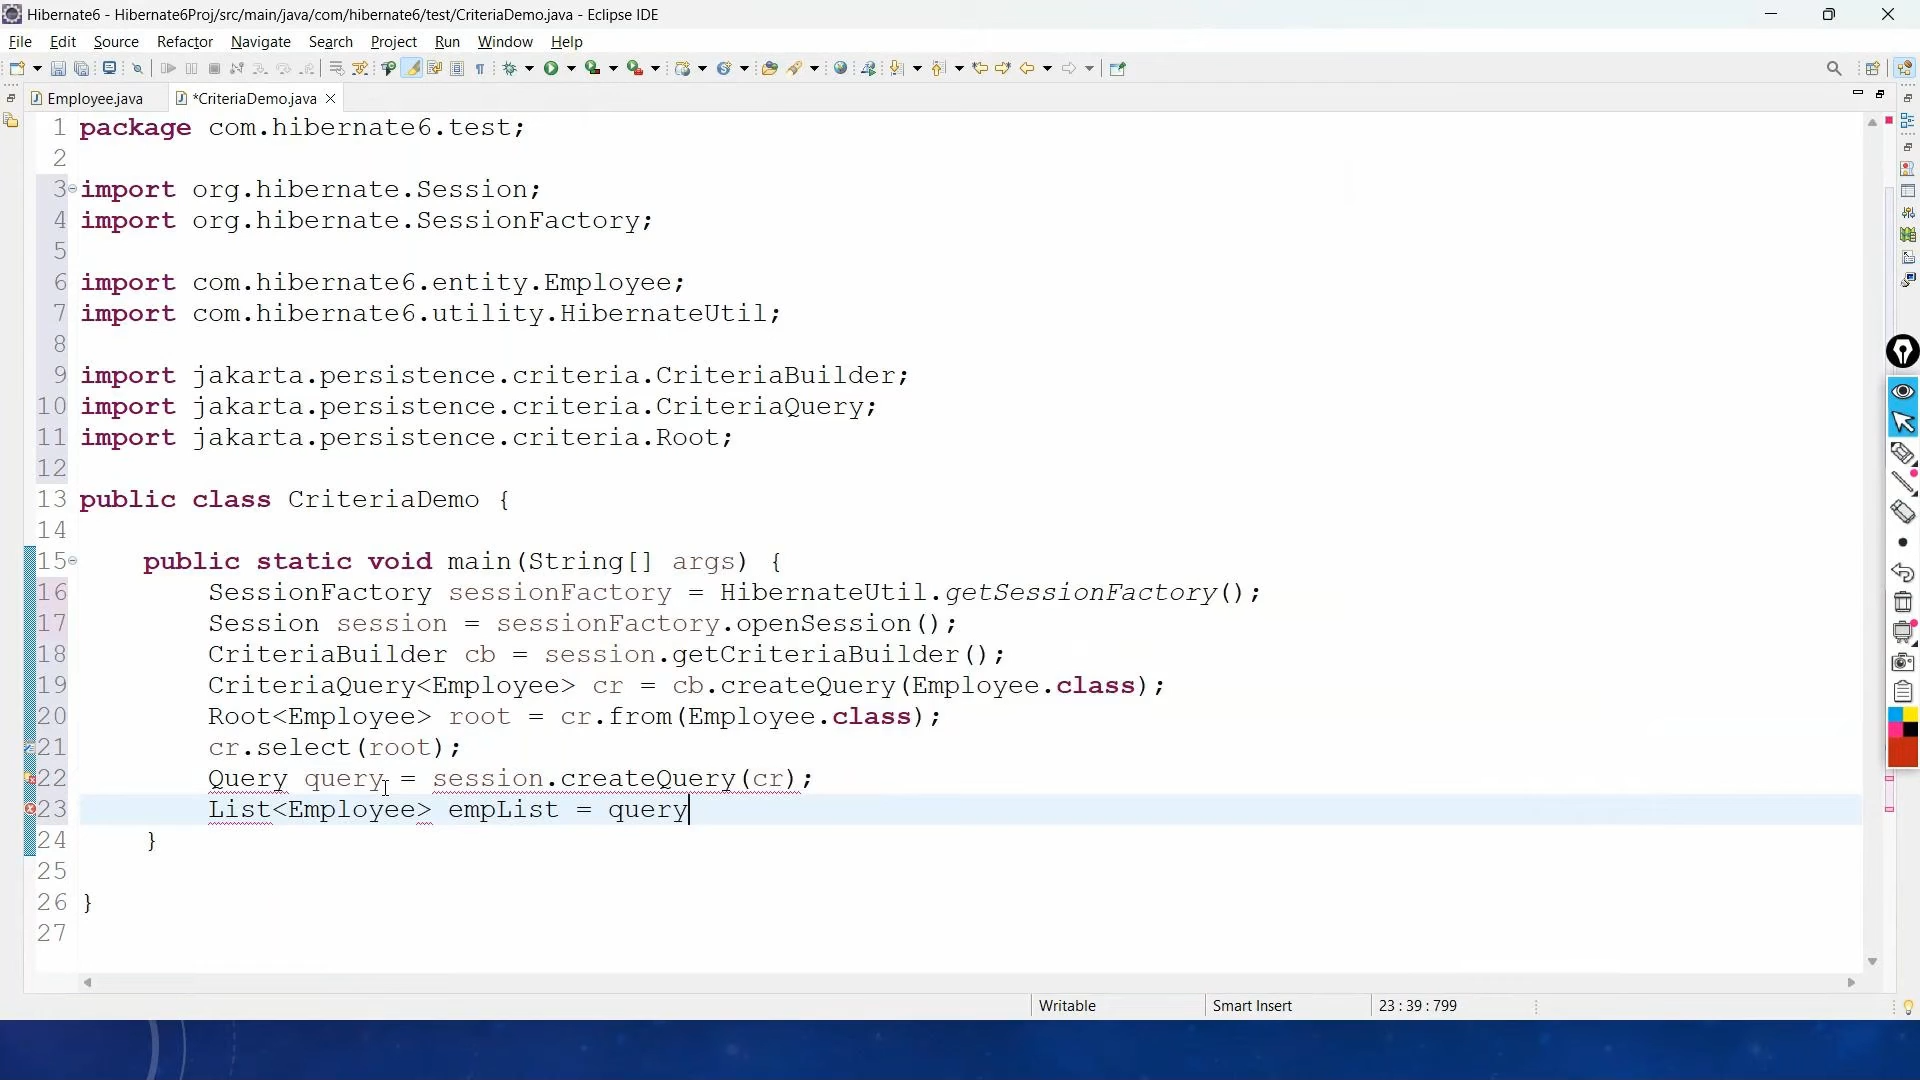 Hibernate6 - Hibernate6Proj/src/main/java/com/hibernate6/test/CriteriaDemo.java - Eclipse IDE
File Edit Source Refactor Navigate Search Project Run Window Help
Employee.java *CriteriaDemo.java
1 package com.hibernate6.test;
2
3 import org.hibernate.Session;
4 import org.hibernate.SessionFactory;
5
6 import com.hibernate6.entity.Employee;
7 import com.hibernate6.utility.HibernateUtil;
8
9 import jakarta.persistence.criteria.CriteriaBuilder;
10 import jakarta.persistence.criteria.CriteriaQuery;
11 import jakarta.persistence.criteria.Root;
12
13 public class CriteriaDemo {
14
15 public static void main(String[] args) {
16 SessionFactory sessionFactory = HibernateUtil.getSessionFactory();
17 Session session = sessionFactory.openSession();
18 CriteriaBuilder cb = session.getCriteriaBuilder();
19 CriteriaQuery<Employee> cr = cb.createQuery(Employee.class);
20 Root<Employee> root = cr.from(Employee.class);
21 cr.select(root);
22 Query query = session.createQuery(cr);
23 List<Employee> empList = query
24 }
25
26 }
27
Writable Smart Insert 23 : 39 : 799